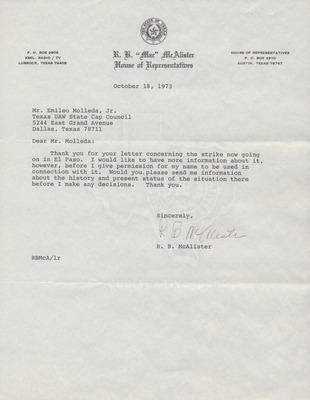 P. O. BOX 2808
KSEL RADIO / TV
LUBBOCK, TEXAS 79408
R. B. "Mac" McAlister
House of Representatives
HOUSE OF REPRESENTATIVES
P. O. BOX 2910
AUSTIN, TEXAS 78767
October 18, 1973
Mr. Emileo Molleda, Jr.
Texas UAW State Cap Council
5244 East Grand Avenue
Dallas, Texas 78711
Dear Mr. Molleda:
Thank you for your letter concerning the strike now going
on in El Paso. I would like to have more information about it,
however, before I give permission for my name to be used in
connection with it. Would you please send me information
about the history and present status of the situation there
before I make any decisions. Thank you.
Sincerely,
R B McAlister
R. B. McAlister
RBMcA/lr